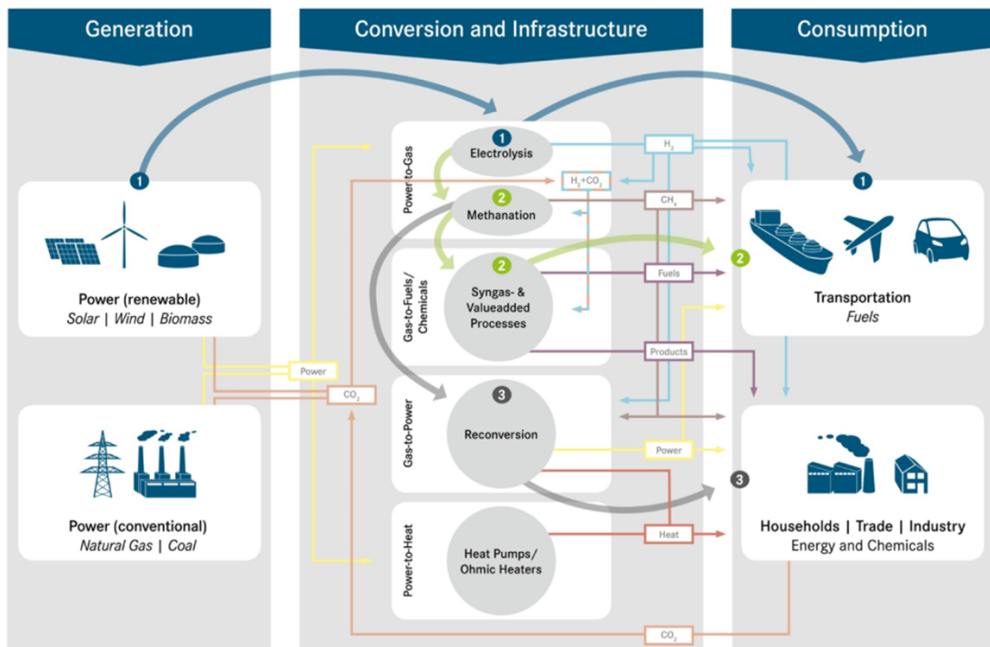 Generation
Conversion and Infrastructure
Consumption
1
Power (renewable)
Solar | Wind | Biomass
Power (conventional)
Natural Gas | Coal
Power
CO2
Power-to-Gas
1
Electrolysis
2
Methanation
Gas-to-Fuels/
Chemicals
2
Syngas- &
Valueadded
Processes
Gas-to-Power
3
Reconversion
Power-to-Heat
Heat Pumps/
Ohmic Heaters
H2
H2+CO2
CH4
Fuels
Products
Power
Heat
CO2
1
2
Transportation
Fuels
3
Households | Trade | Industry
Energy and Chemicals